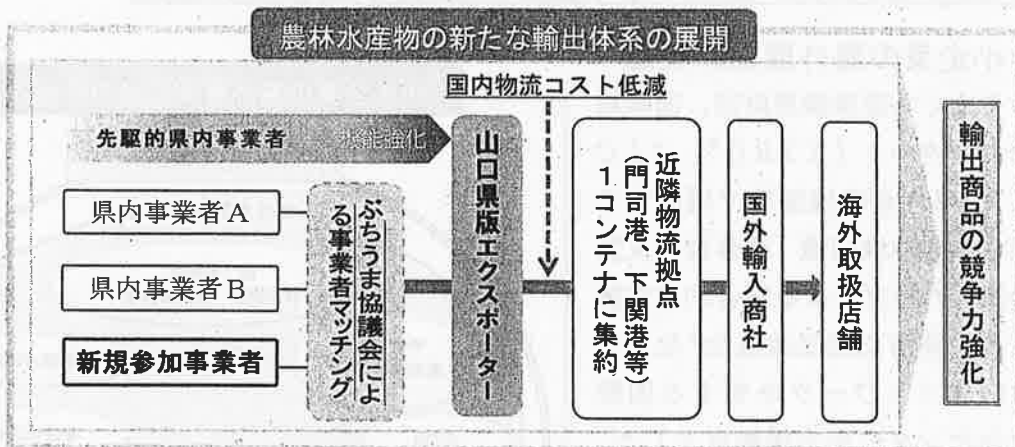 農林水産物の新たな輸出体系の展開
国内物流コスト低減
先駆的県内事業者
機能強化
県内事業者A
県内事業者B
新規参加事業者
ぶちうま協議会によ
る事業者マッチング
山口県版エクスポーター
近隣物流拠点
(門司港、下関港等)
1コンテナに集約
国外輸入商社
海外取扱店舗
輸出商品の競争力強化